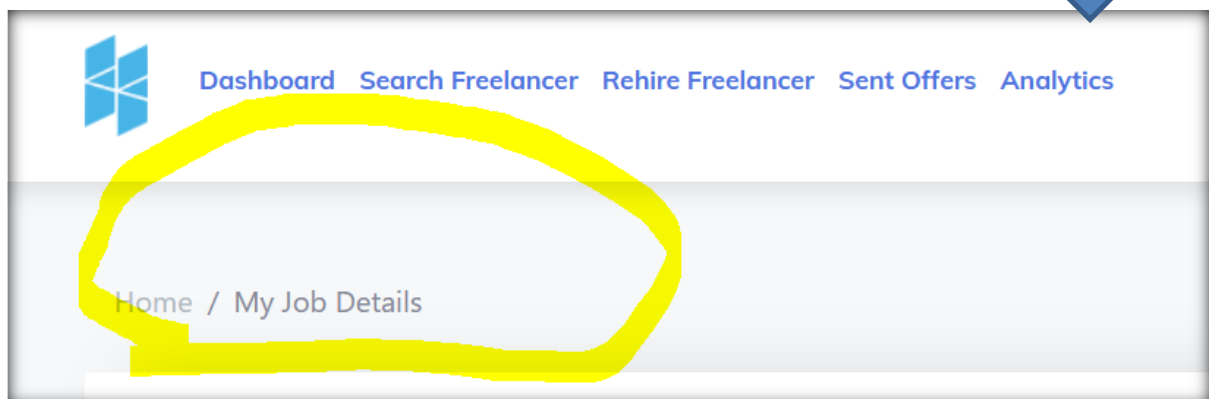 Dashboard Search Freelancer Rehire Freelancer Sent Offers Analytics
Home / My Job Details